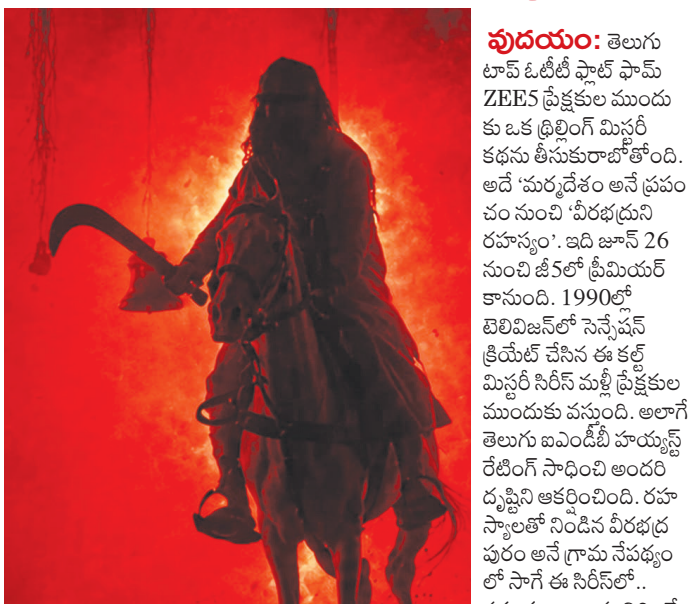 వుదయం: తెలుగు
టాప్ ఓటీటీ ఫ్లాట్ ఫామ్
ZEE5 ప్రేక్షకుల ముందు
కు ఒక థ్రిల్లింగ్ మిస్టరీ
కథను తీసుకురాబోతోంది.
అదే ‘మర్మదేశం అనే ప్రపం
చం నుంచి ‘వీరభద్రుని
రహస్యం’. ఇది జూన్ 26
నుంచి జీ5లో ప్రీమియర్
కానుంది. 1990ల్లో
టెలివిజన్‌లో సెన్సేషన్
క్రియేట్ చేసిన ఈ కల్ట్
మిస్టరీ సిరీస్ మళ్లీ ప్రేక్షకుల
ముందుకు వస్తుంది. అలాగే
తెలుగు ఐఎండీబీ హయ్యస్ట్
రేటింగ్ సాధించి అందరి
దృష్టిని ఆకర్షించింది. రహ
స్యాలతో నిండిన వీరభద్ర
పురం అనే గ్రామ నేపథ్యం
లో సాగే ఈ సిరీస్‌లో..